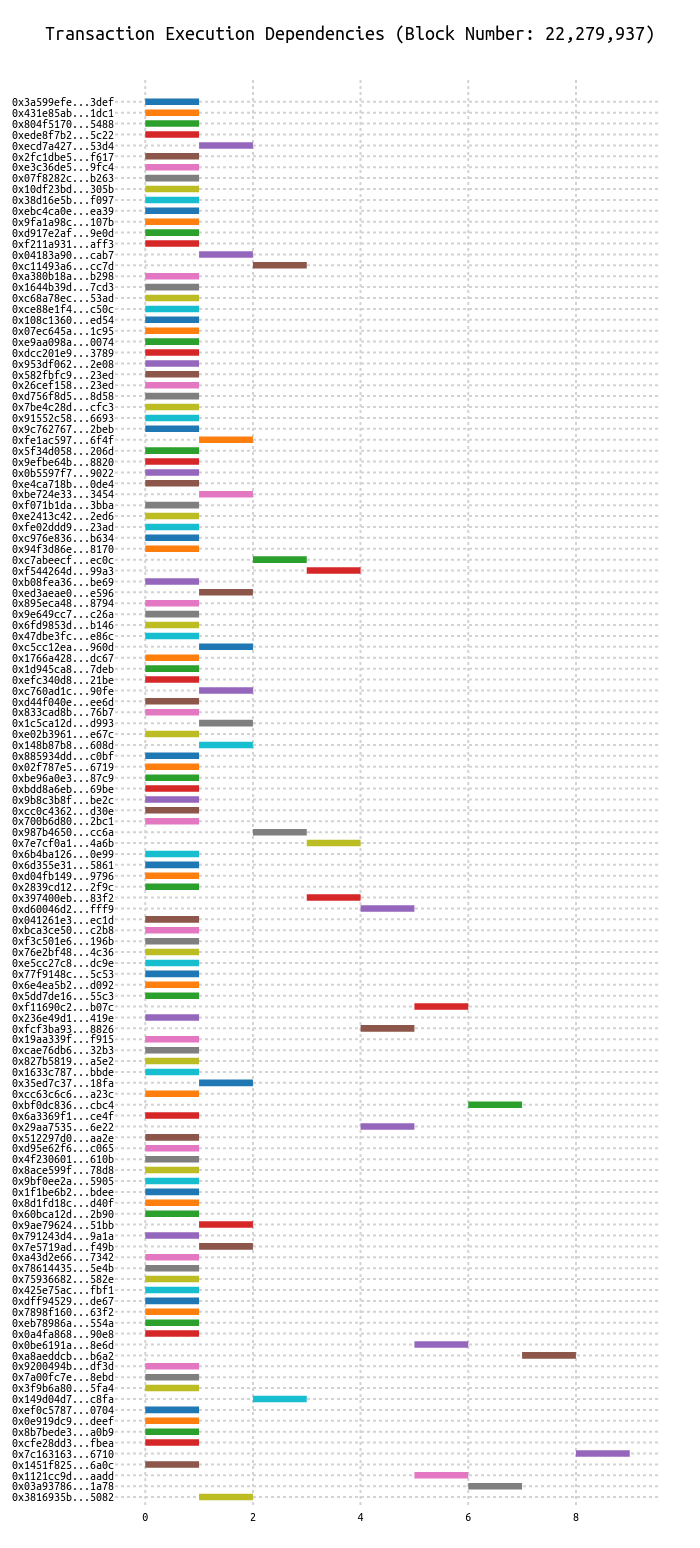 Transaction Execution Dependencies (Block Number: 22,279,937)
0x3a599efe...3def
0x431e85ab...1dc1
0x804f5170...5488
0xede8f7b2...5c22
0xecd7a427...53d4
0x2fc1dbe5...f617
0xe3c36de5...9fc4
0x07f8282c...b263
0x10df23bd...305b
0x38d16e5b...f097
0xebc4ca0e...ea39
0x9fa1a98c...107b
0xd917e2af...9e0d
0xf211a931...aff3
0x04183a90...cab7
0xc11493a6...cc7d
0xa380b18a...b298
0x1644b39d...7cd3
0xc68a78ec...53ad
0xce88e1f4...c50c
0x108c1360...ed54
0x07ec645a...1c95
0xe9aa098a...0074
0xdcc201e9...3789
0x953df062...2e08
0x582fbfc9...23ed
0x26cef158...23ed
0xd756f8d5...8d58
0x7be4c28d...cfc3
0x91552c58...6693
0x9c762767...2beb
0xfe1ac597...6f4f
0x5f34d058...206d
0x9efbe64b...8820
0x0b5597f7...9022
0xe4ca718b...0de4
0xbe724e33...3454
0xf071b1da...3bba
0xe2413c42...2ed6
0xfe02ddd9...23ad
0xc976e836...b634
0x94f3d86e...8170
0xc7abeecf...ec0c
0xf544264d...99a3
0xb08fea36...be69
0xed3aeae0...e596
0x895eca48...8794
0x9e649cc7...c26a
0x6fd9853d...b146
0x47dbe3fc...e86c
0xc5cc12ea...960d
0x1766a428...dc67
0x1d945ca8...7deb
0xefc340d8...21be
0xc760ad1c...90fe
0xd44f040e...ee6d
0x833cad8b...76b7
0x1c5ca12d...d993
0xe02b3961...e67c
0x148b87b8...608d
0x885934dd...c0bf
0x02f787e5...6719
0xbe96a0e3...87c9
0xbdd8a6eb...69be
0x9b8c3b8f...be2c
0xcc0c4362...d30e
0x700b6d80...2bc1
0x987b4650...cc6a
0x7e7cf0a1...4a6b
0x6b4ba126...0e99
0x6d355e31...5861
0xd04fb149...9796
0x2839cd12...2f9c
0x397400eb...83f2
0xd60046d2...fff9
0x041261e3...ec1d
0xbca3ce50...c2b8
0xf3c501e6...196b
0x76e2bf48...4c36
0xe5cc27c8...dc9e
0x77f9148c...5c53
0x6e4ea5b2...d092
0x5dd7de16...55c3
0xf11690c2...b07c
0x236e49d1...419e
0xfcf3ba93...8826
0x19aa339f...f915
0xcae76db6...32b3
0x827b5819...a5e2
0x1633c787...bbde
0x35ed7c37...18fa
0xcc63c6c6...a23c
0xbf0dc836...cbc4
0x6a3369f1...ce4f
0x29aa7535...6e22
0x512297d0...aa2e
0xd95e62f6...c065
0x4f230601...610b
0x8ace599f...78d8
0x9bf0ee2a...5905
0x1f1be6b2...bdee
0x8d1fd18c...d40f
0x60bca12d...2b90
0x9ae79624...51bb
0x791243d4...9a1a
0x7e5719ad...f49b
0xa43d2e66...7342
0x78614435...5e4b
0x75936682...582e
0x425e75ac...fbf1
0xdff94529...de67
0x7898f160...63f2
0xeb78986a...554a
0x0a4fa868...90e8
0x0be6191a...8e6d
0xa8aeddcb...b6a2
0x9200494b...df3d
0x7a00fc7e...8ebd
0x3f9b6a80...5fa4
0x149d04d7...c8fa
0xef0c5787...0704
0x0e919dc9...deef
0x8b7bede3...a0b9
0xcfe28dd3...fbea
0x7c163163...6710
0x1451f825...6a0c
0x1121cc9d...aadd
0x03a93786...1a78
0x3816935b...5082
0 2 4 6 8